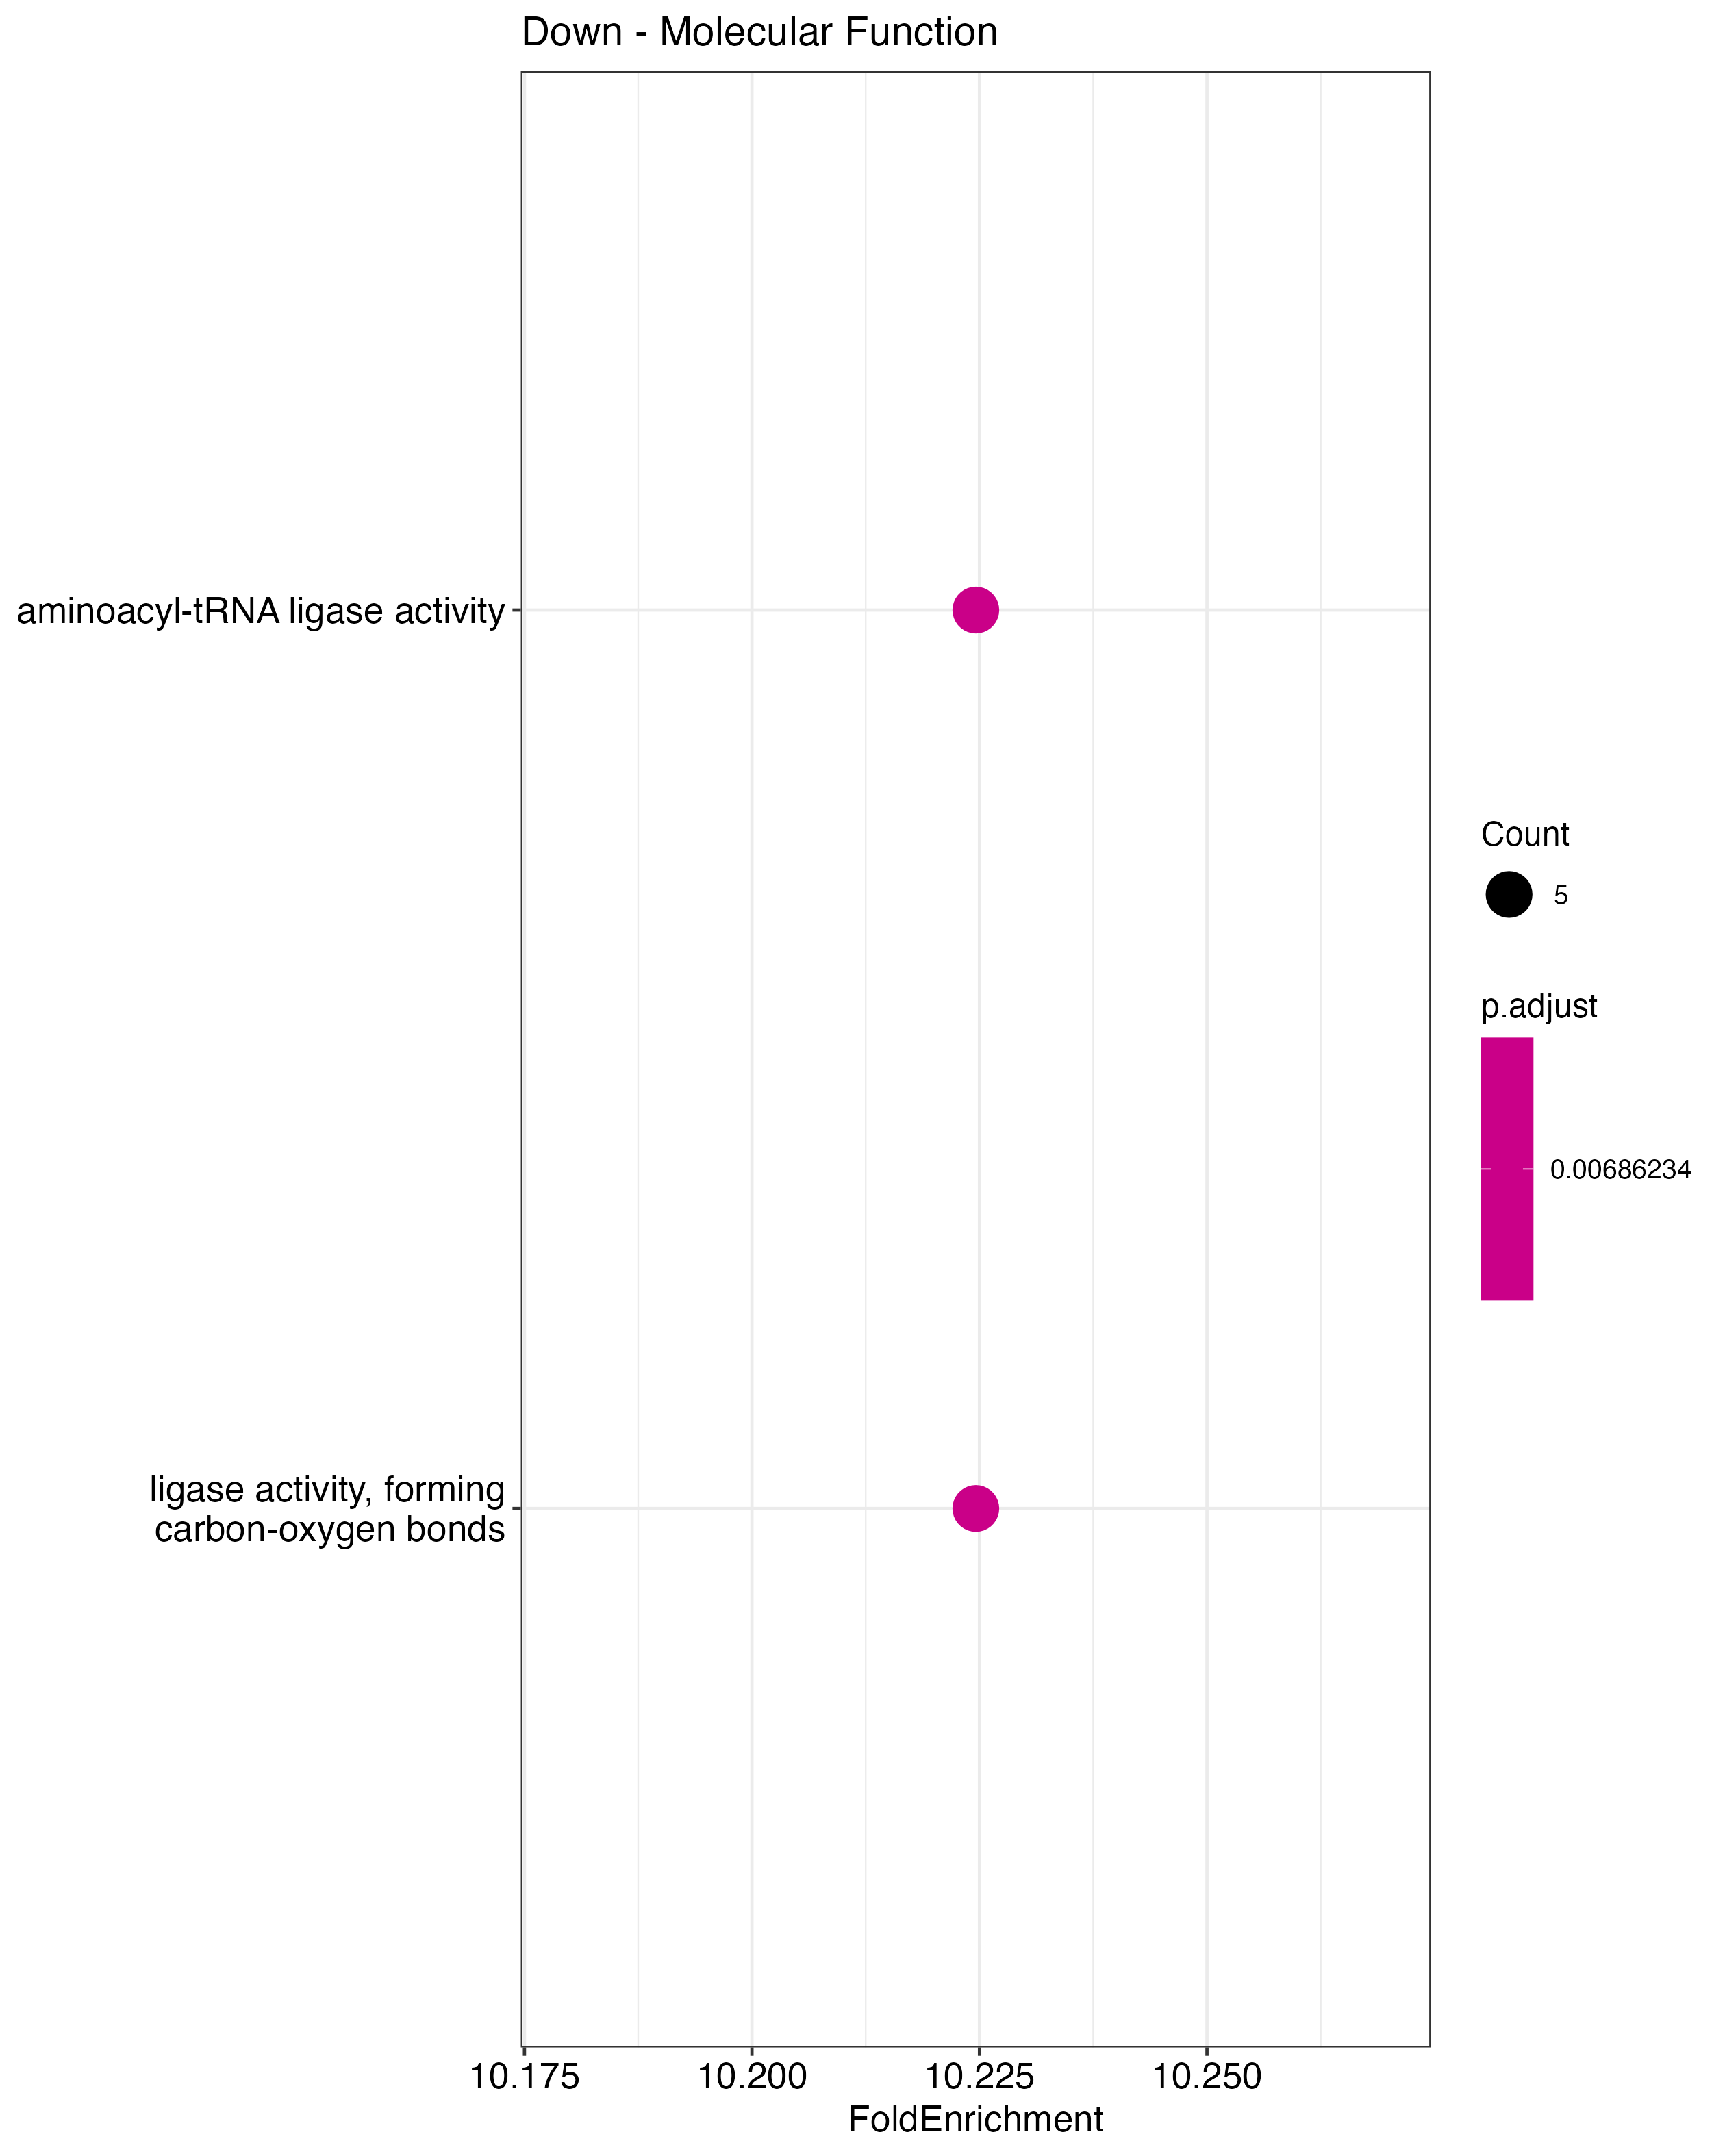 Down - Molecular Function
aminoacyl-tRNA ligase activity
ligase activity, forming
carbon-oxygen bonds
10.175 10.200 10.225 10.250
FoldEnrichment
Count
5
p.adjust
0.00686234